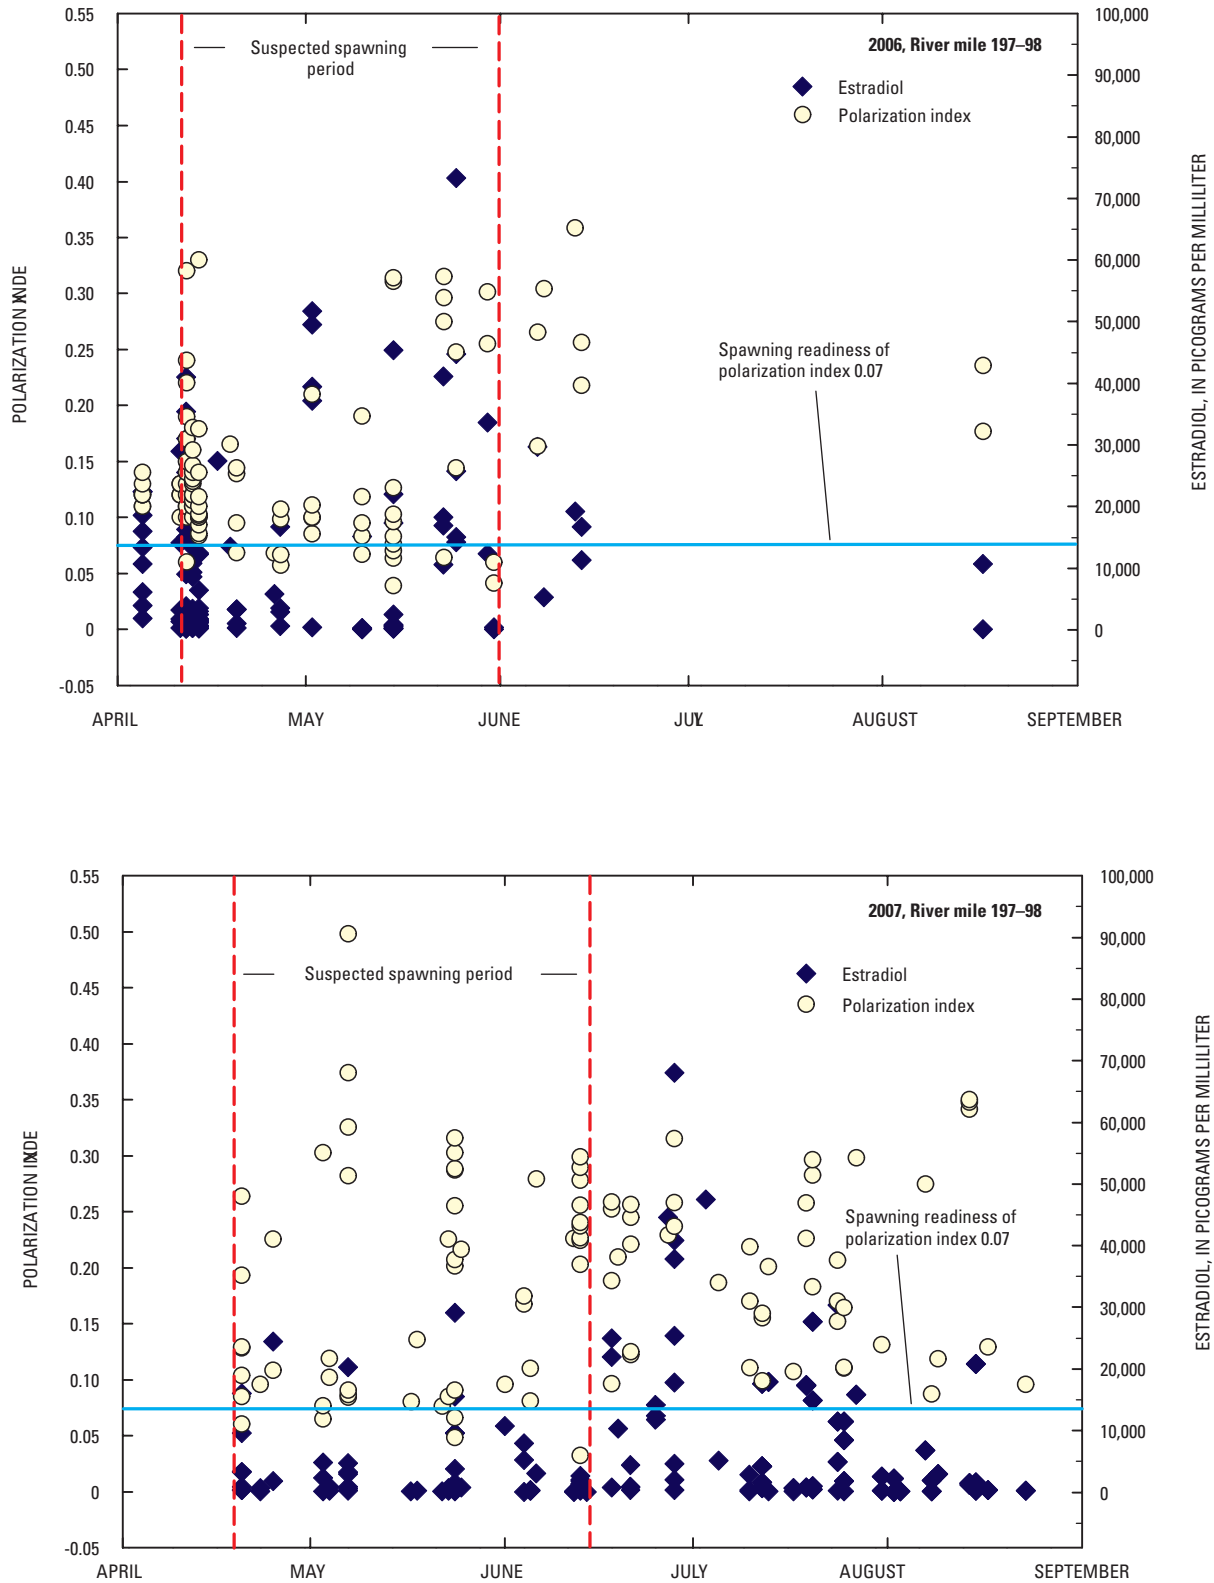 0.55
0.50
0.45
0.40
0.35
0.30
0.25
0.20
0.15
0.10
0.05
0
-0.05
POLARIZATION INDEX
Suspected spawning
period
2006, River mile 197–98
Estradiol
Polarization index
Spawning readiness of
polarization index 0.07
100,000
90,000
80,000
70,000
60,000
50,000
40,000
30,000
20,000
10,000
0
ESTRADIOL, IN PICOGRAMS PER MILLILITER
APRIL MAY JUNE JULY AUGUST SEPTEMBER
0.55
0.50
0.45
0.40
0.35
0.30
0.25
0.20
0.15
0.10
0.05
0
-0.05
POLARIZATION INDEX
Suspected spawning period
2007, River mile 197–98
Estradiol
Polarization index
Spawning readiness of
polarization index 0.07
100,000
90,000
80,000
70,000
60,000
50,000
40,000
30,000
20,000
10,000
0
ESTRADIOL, IN PICOGRAMS PER MILLILITER
APRIL MAY JUNE JULY AUGUST SEPTEMBER